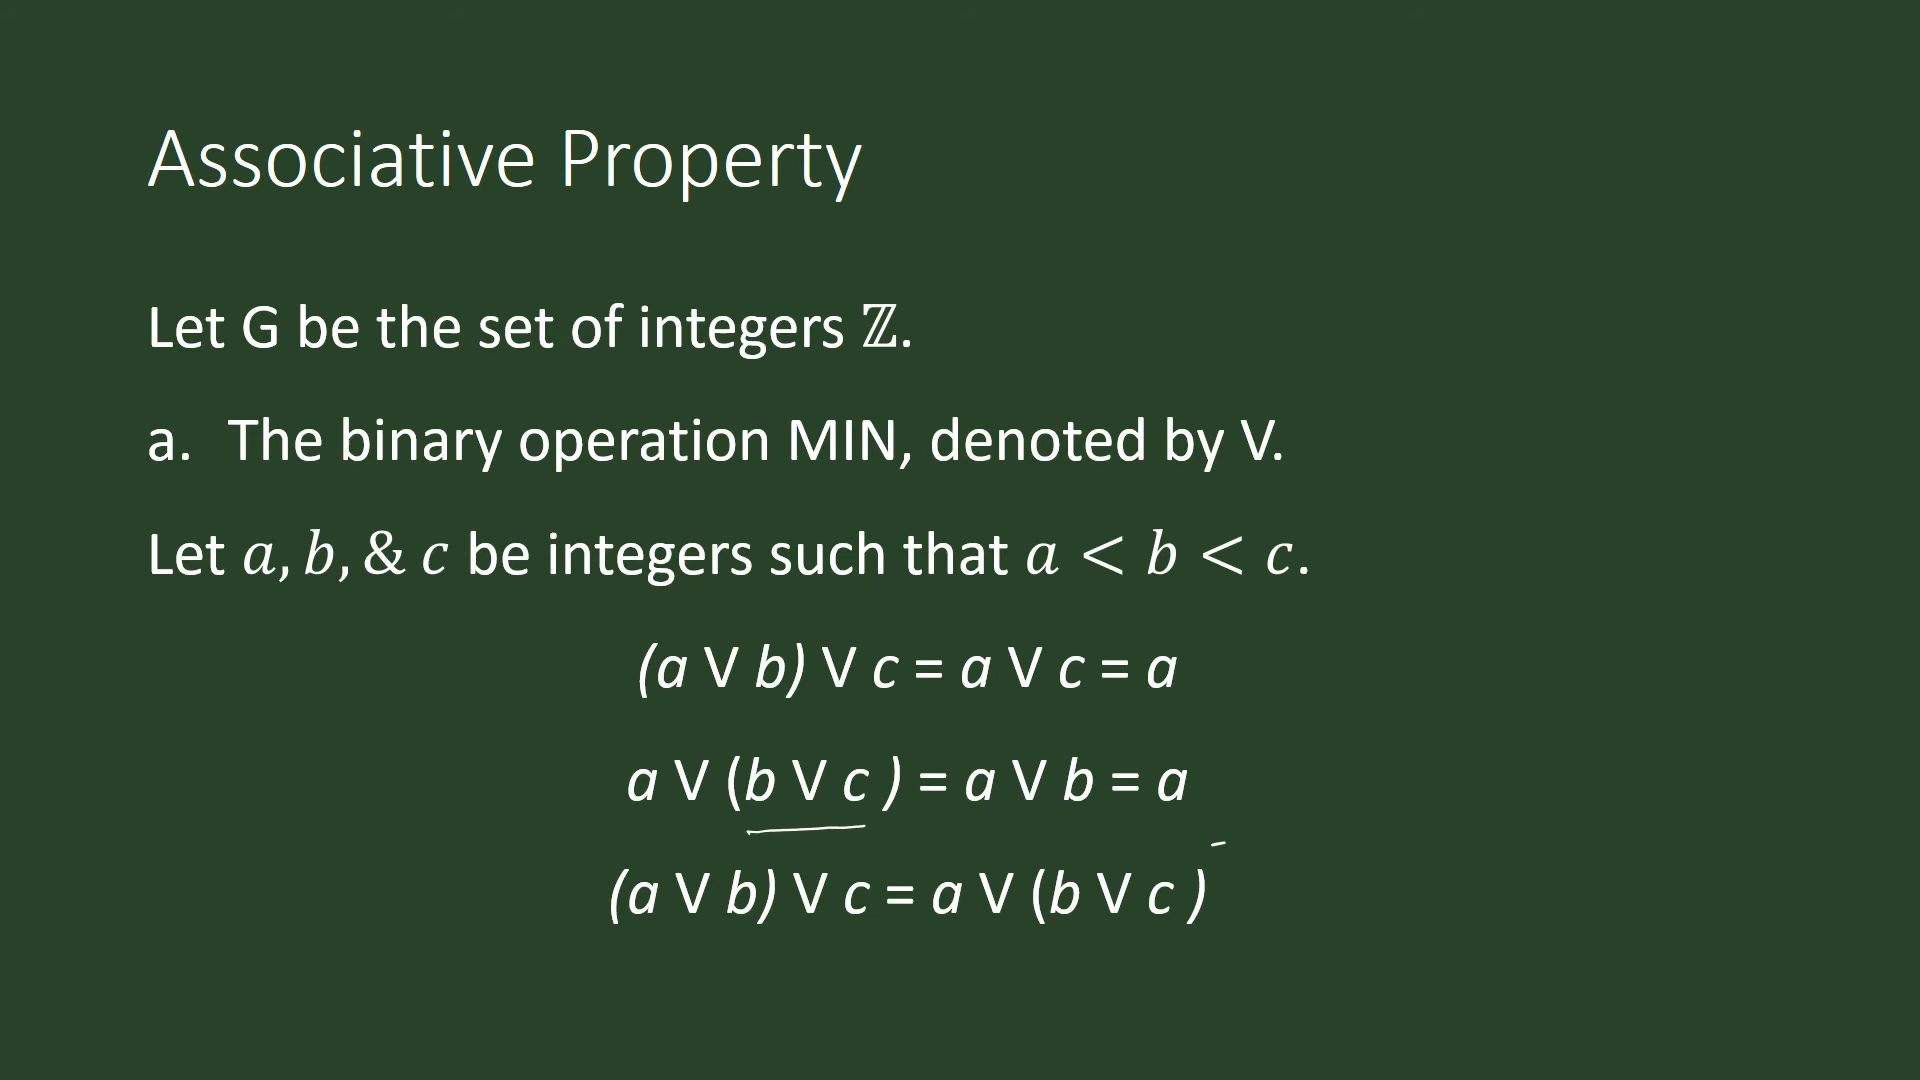 Associative Property
Let G be the set of integers ℤ.
a. The binary operation MIN, denoted by V.
Let a, b, & c be integers such that a < b < c.
(a V b) V c = a V c = a
a V (b V c ) = a V b = a
(a V b) V c = a V (b V c )